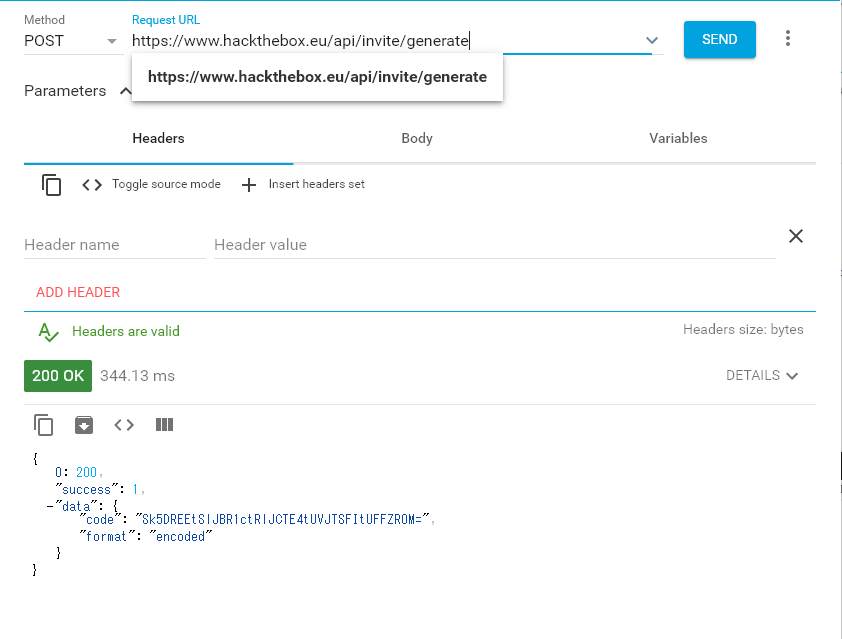 Method
Request URL
POST
https://www.hackthebox.eu/api/invite/generate
SEND
https://www.hackthebox.eu/api/invite/generate
Parameters
Headers
Body
Variables
Toggle source mode
Insert headers set
Header name
Header value
ADD HEADER
Headers are valid
Headers size: bytes
200 OK
344.13 ms
DETAILS
{
0: 200,
"success": 1,
-"data": {
"code": "Sk5DREEtSlJBR1ctRlJCTE4tUVJTSFItUFFZROM=",
"format": "encoded"
}
}